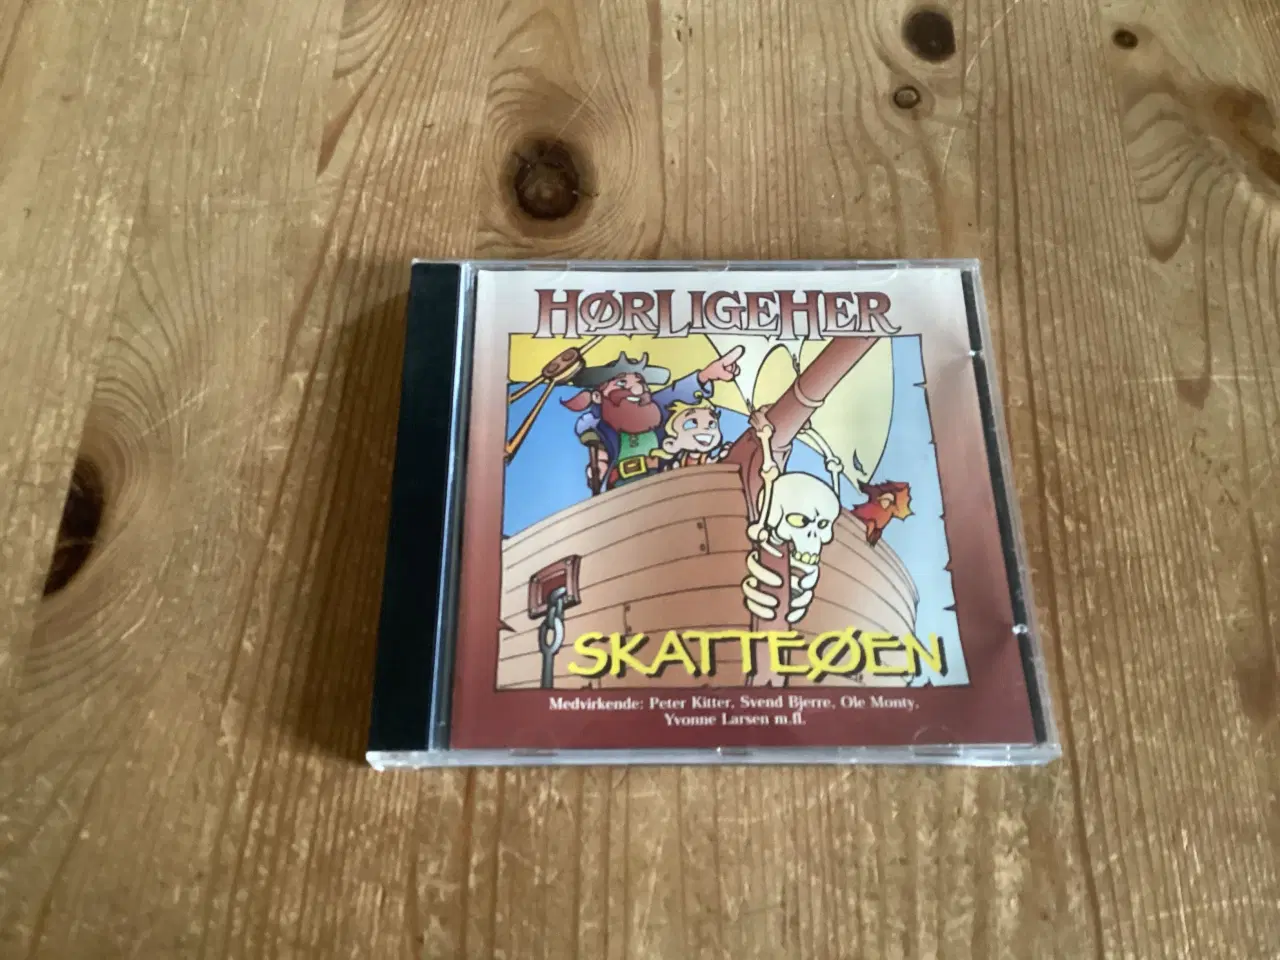 HØRLIGEHER
SKATTEØEN
Medvirkende: Peter Kitter, Svend Bjerre, Ole Monty,
Yvonne Larsen m.fl.